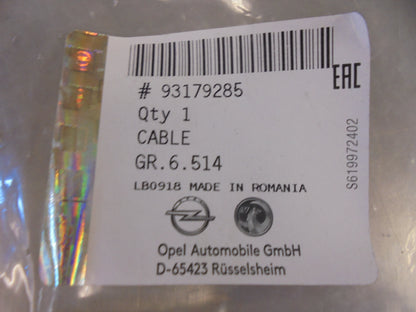 # 93179285
Qty 1
CABLE
GR.6.514
LB0918 MADE IN ROMANIA
Opel Automobile GmbH
D-65423 Rüsselsheim
EAC
S619972402